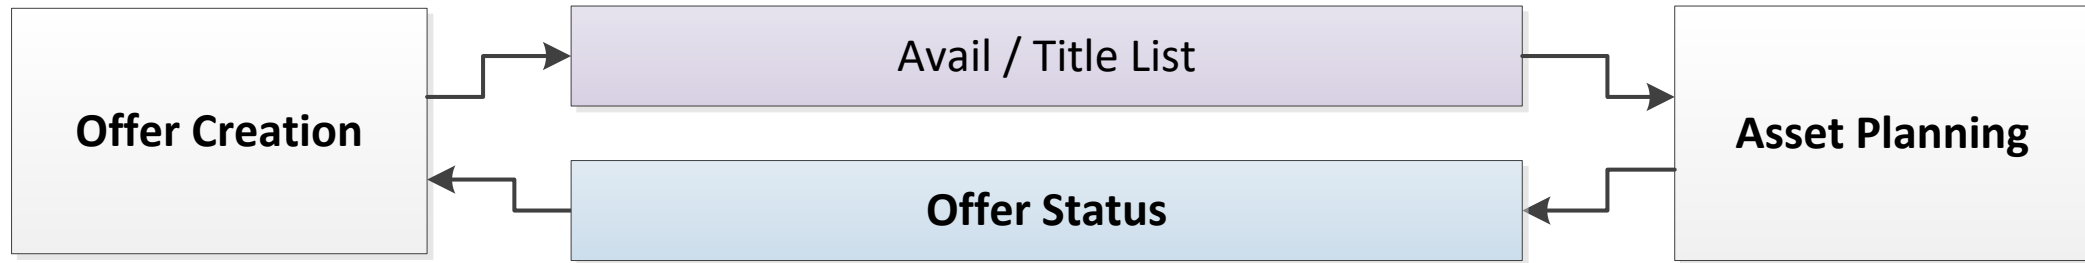 Offer Creation
Avail / Title List
Offer Status
Asset Planning